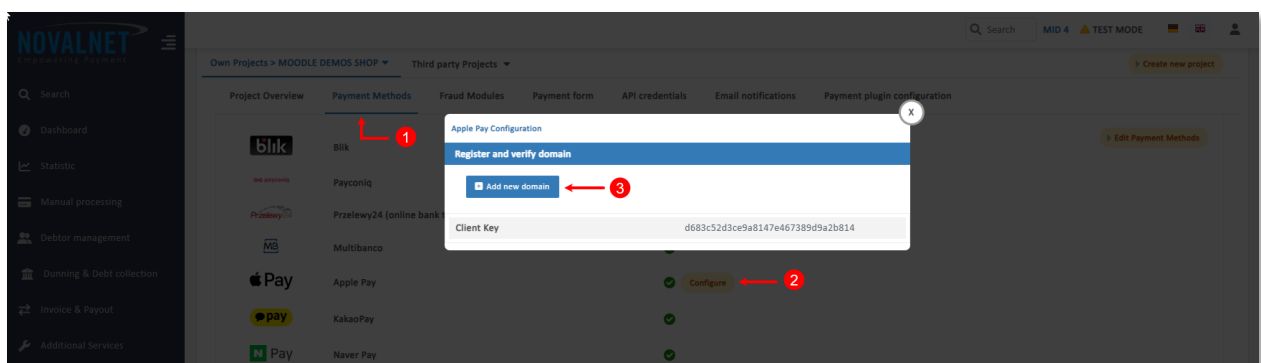 NOVALNET
Empowering Payment
Search
MID 4
TEST MODE
Own Projects > MOODLE DEMOS SHOP
Third party Projects
> Create new project
Search
Project Overview
Payment Methods
Fraud Modules
Payment form
API credentials
Email notifications
Payment plugin configuration
X
Dashboard
Apple Pay Configuration
1
blik
Blik
> Edit Payment Methods
Register and verify domain
Statistic
Payconiq
Add new domain
3
Manual processing
Przelewy24
Przelewy24 (online bank t
Client Key
d683c52d3ce9a8147e467389d9a2b814
Debtor management
MB
Multibanco
Dunning & Debt collection
Pay
Apple Pay
Configure
2
Invoice & Payout
pay
KakaoPay
Additional Services
N Pay
Naver Pay